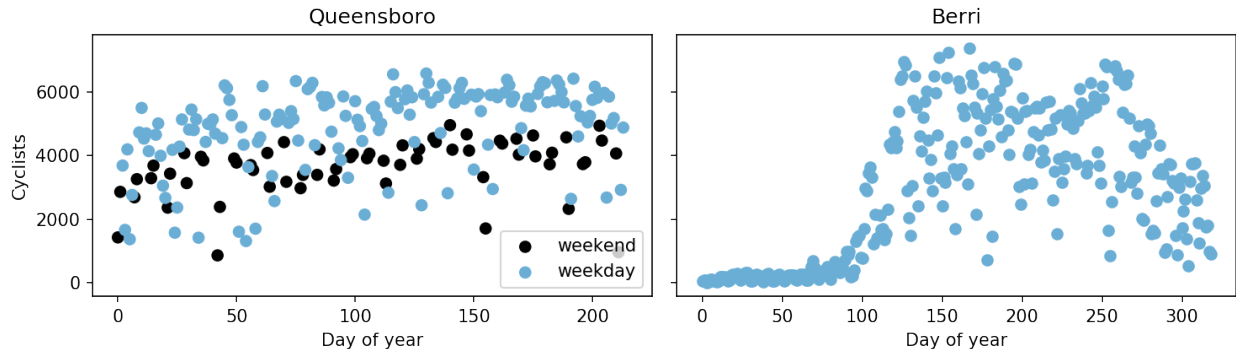 Queensboro
Berri
Cyclists
6000
4000
2000
0
weekend
weekday
0 50 100 150 200
0 50 100 150 200 250 300
Day of year
Day of year